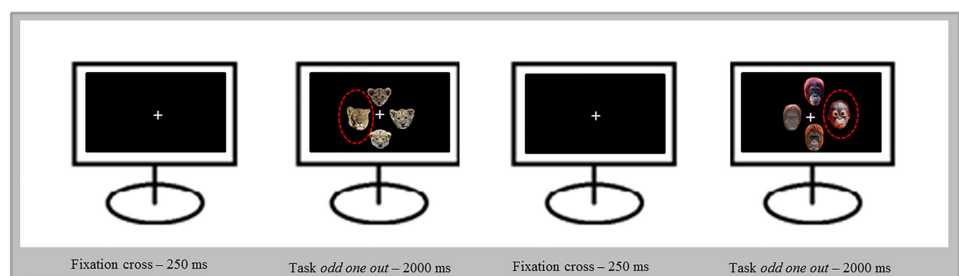 Fixation cross – 250 ms
Task odd one out – 2000 ms
Fixation cross – 250 ms
Task odd one out – 2000 ms